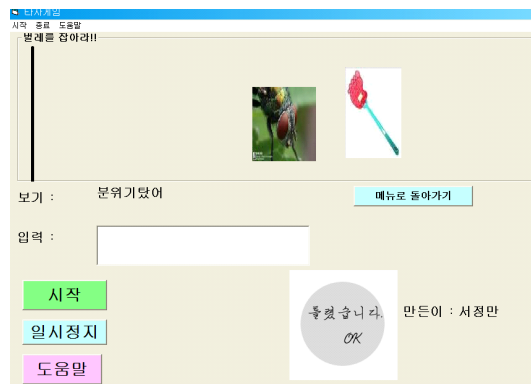 타자게임
시작 종료 도움말
벌레를 잡아라!!
보기 : 분위기탔어
메뉴로 돌아가기
입력 :
시작
일시정지
도움말
틀렸습니다.
OK
만든이 : 서정만